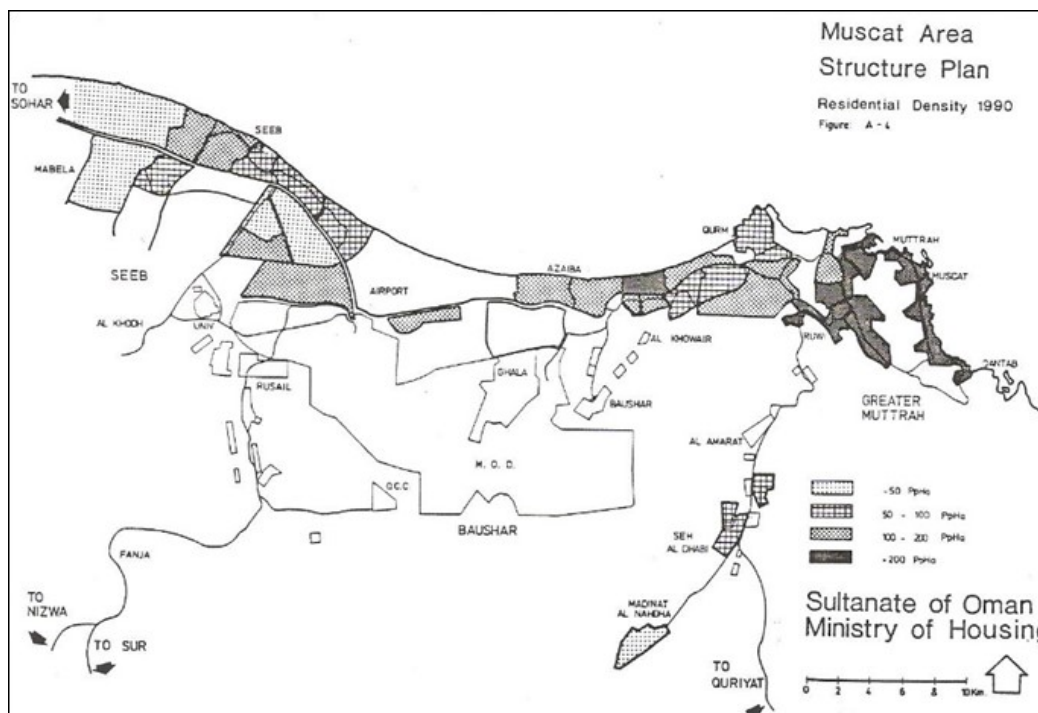 Muscat Area
Structure Plan
Residential Density 1990
Figure: A-4
TO
SOHAR
SEEB
MABELA
QURM
MUTTRAH
MUSCAT
SEEB
AZAIBA
AIRPORT
AL KHODH
UNIV
AL KHOWAIR
RUWI
QANTAB
RUSAIL
GHALA
BAUSHAR
GREATER
MUTTRAH
AL AMARAT
M. O. D.
O.C.C.
BAUSHAR
SEH
AL DHABI
FANJA
TO
NIZWA
TO SUR
MADINAT
AL NAHDHA
TO
QURIYAT
-50 PpHa
50 - 100 PpHa
100 - 200 PpHa
+200 PpHa
Sultanate of Oman
Ministry of Housing
0 2 4 6 8 10 Km.